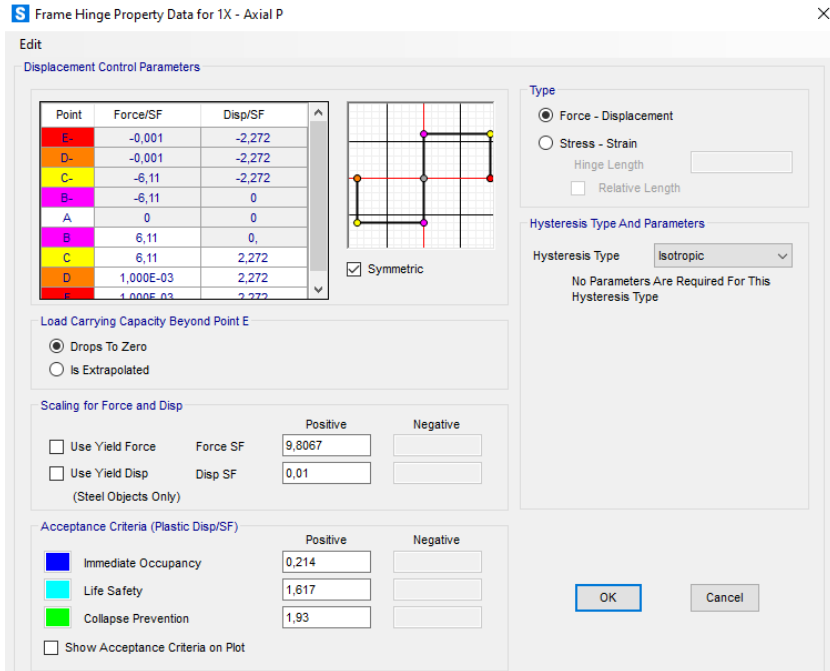 S Frame Hinge Property Data for 1X - Axial P
Edit
Displacement Control Parameters
Point Force/SF Disp/SF
E- -0,001 -2,272
D- -0,001 -2,272
C- -6,11 -2,272
B- -6,11 0
A 0 0
B 6,11 0,
C 6,11 2,272
D 1,000E-03 2,272
E 1,000E-03 2,272
Symmetric
Load Carrying Capacity Beyond Point E
Drops To Zero
Is Extrapolated
Scaling for Force and Disp
Positive Negative
Use Yield Force Force SF 9,8067
Use Yield Disp Disp SF 0,01
(Steel Objects Only)
Acceptance Criteria (Plastic Disp/SF)
Positive Negative
Immediate Occupancy 0,214
Life Safety 1,617
Collapse Prevention 1,93
Show Acceptance Criteria on Plot
Type
Force - Displacement
Stress - Strain
Hinge Length
Relative Length
Hysteresis Type And Parameters
Hysteresis Type Isotropic
No Parameters Are Required For This
Hysteresis Type
OK Cancel